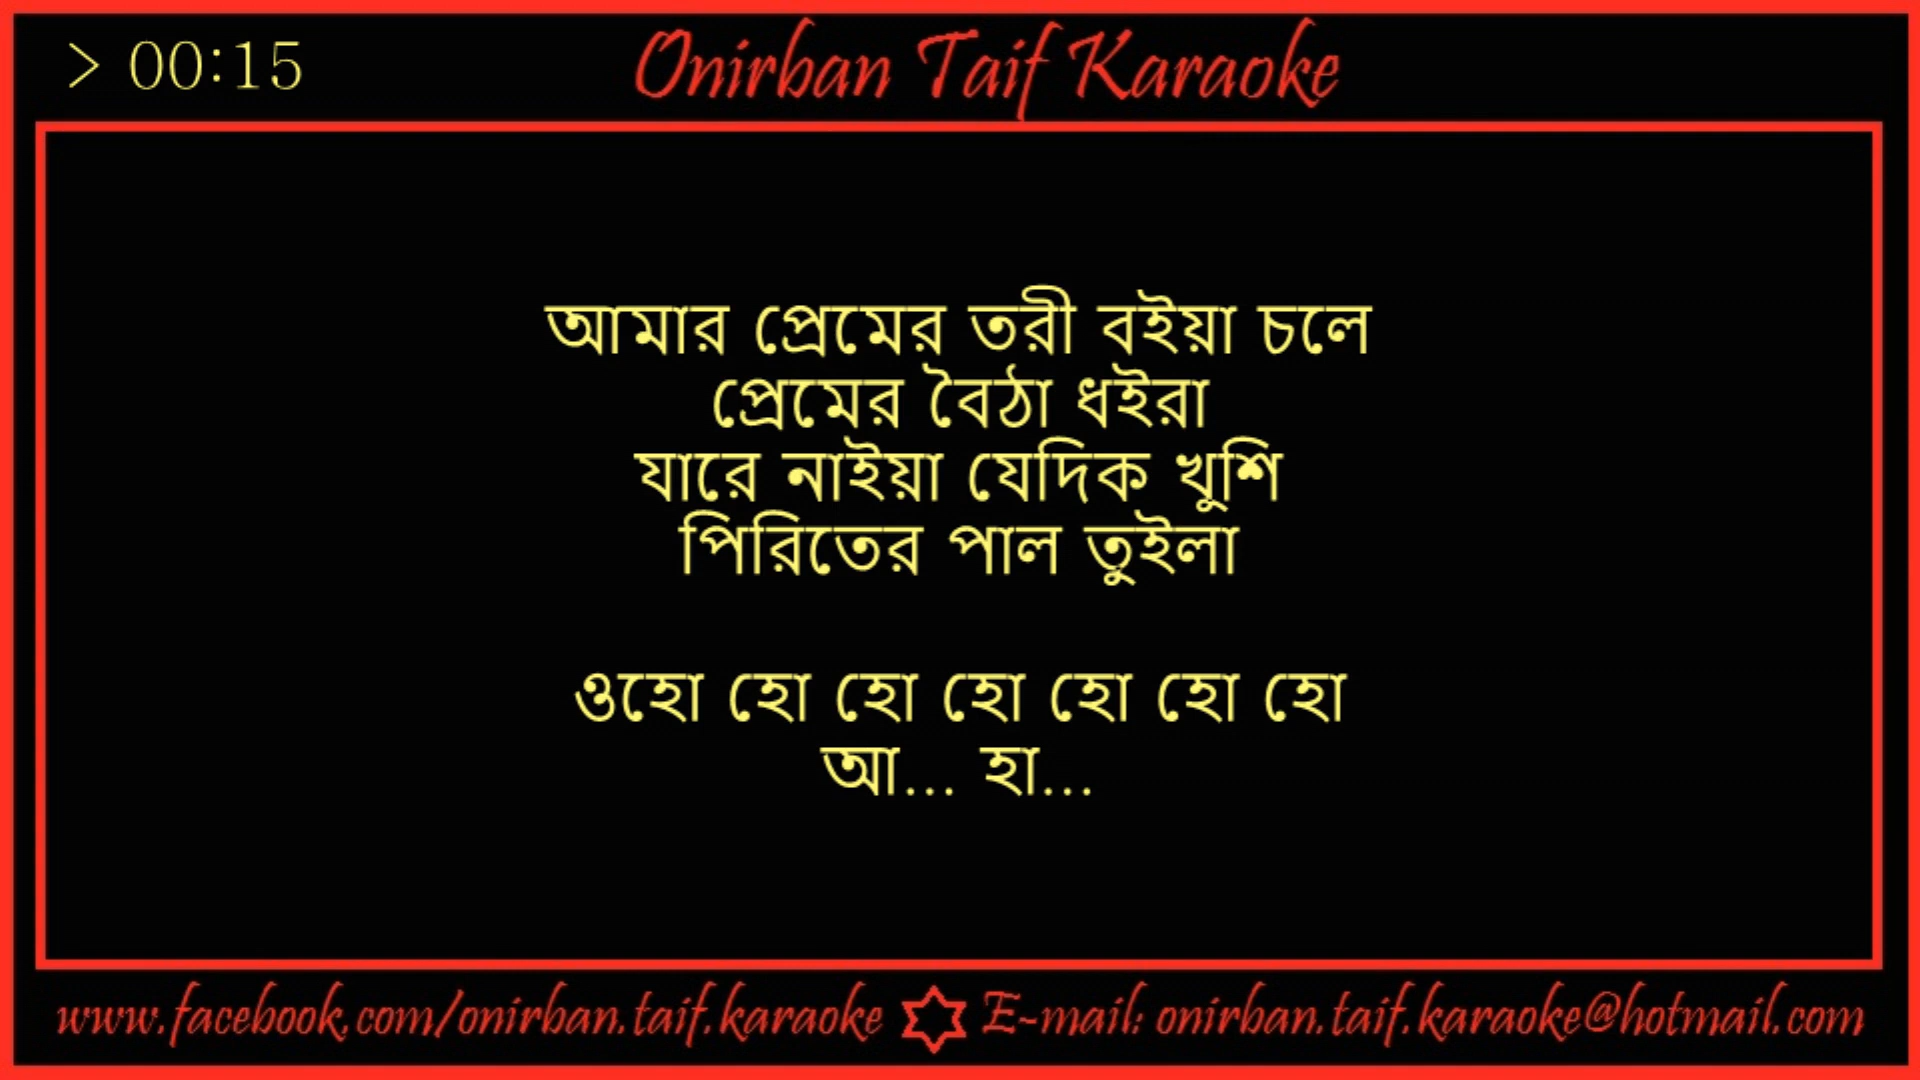 > 00:15
Onirban Taif Karaoke
আমার প্রেমের তরী বইয়া চলে
প্রেমের বৈঠা ধইরা
যারে নাইয়া যেদিক খুশি
পিরিতের পাল তুইলা
ওহো হো হো হো হো হো হো
আ... হা...
www.facebook.com/onirban.taif.karaoke ✡ E-mail: onirban.taif.karaoke@hotmail.com